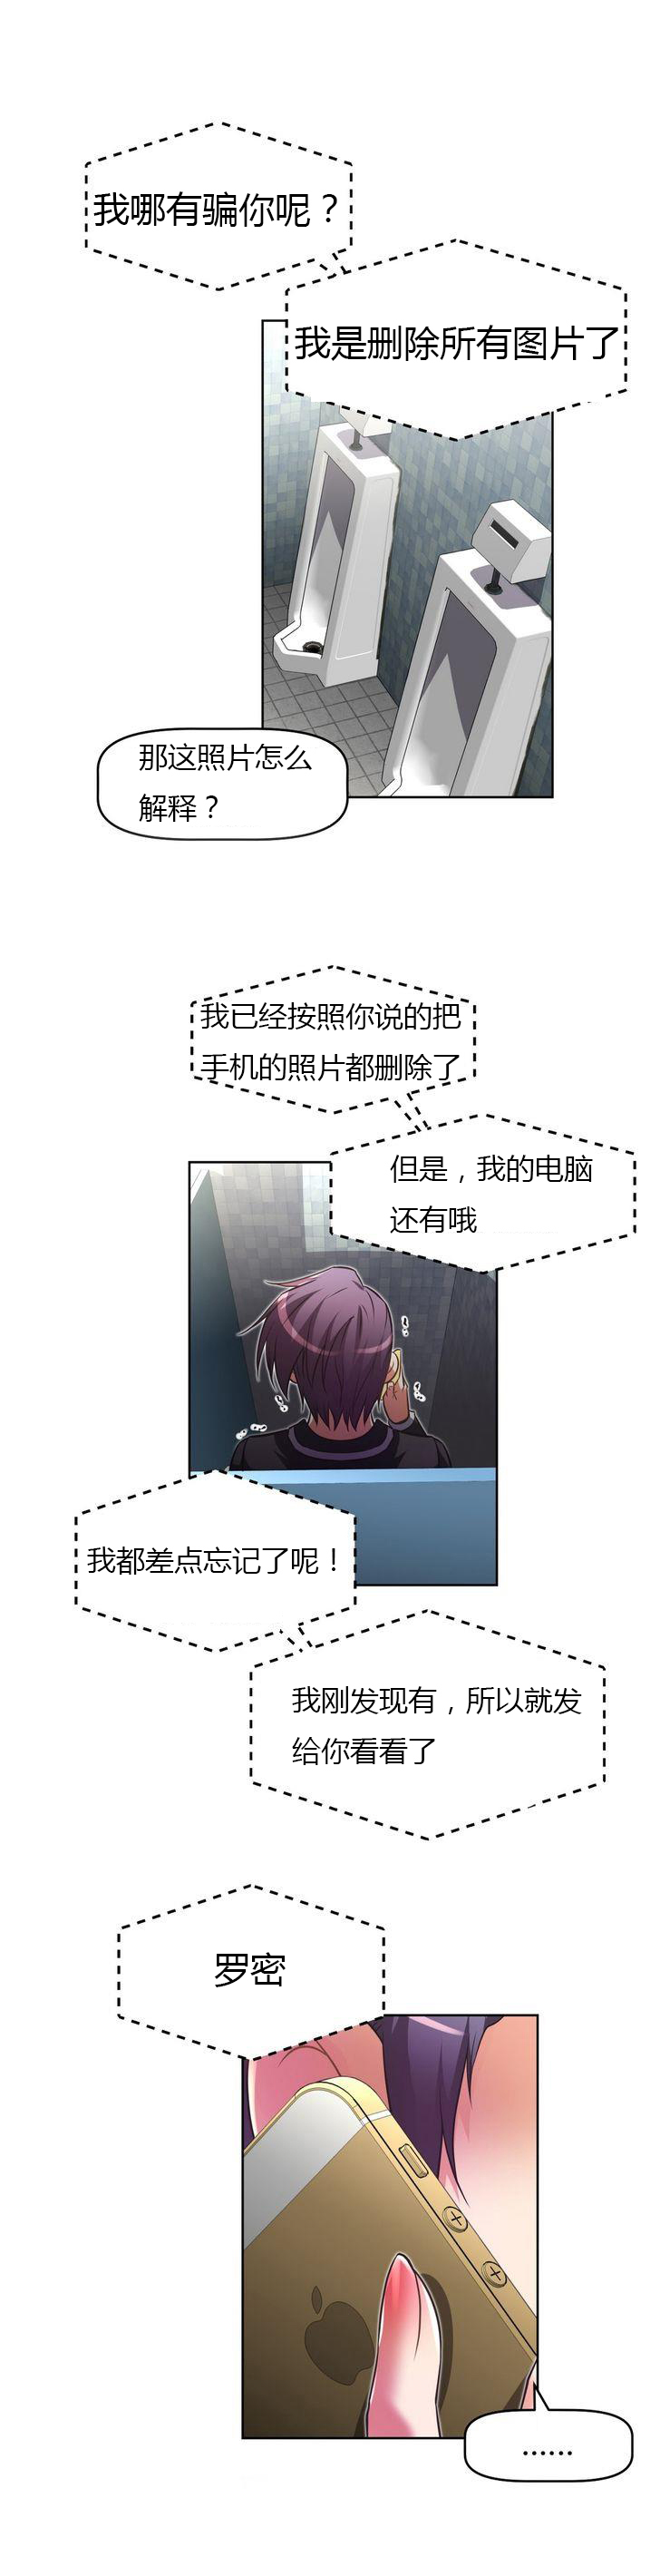 我哪有骗你呢？
我是删除所有图片了
那这照片怎么
解释？
我已经按照你说的把
手机的照片都删除了
但是，我的电脑
还有哦
我都差点忘记了呢！
我刚发现有，所以就发
给你看看了
罗密
……